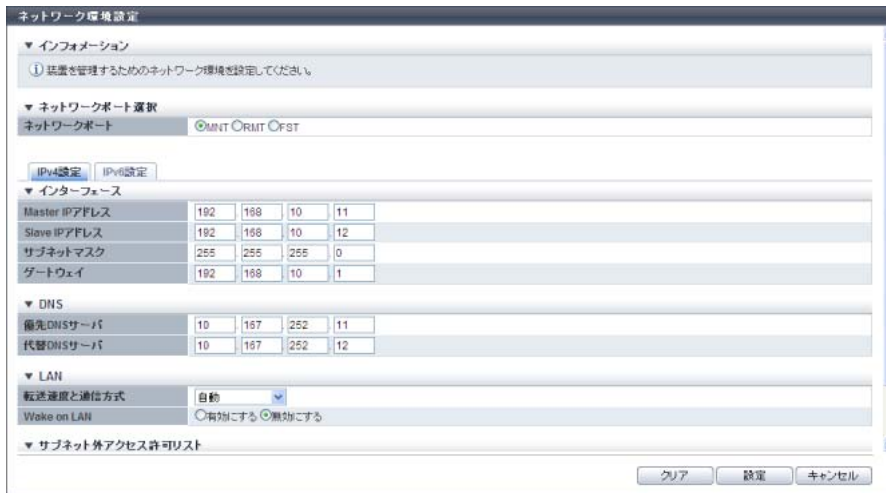 ネットワーク環境設定
▼ インフォメーション
装置を管理するためのネットワーク環境を設定してください。
▼ ネットワークポート選択
ネットワークポート MNT RMT FST
IPv4設定 IPv6設定
▼ インターフェース
Master IPアドレス 192 . 168 . 10 . 11
Slave IPアドレス 192 . 168 . 10 . 12
サブネットマスク 255 . 255 . 255 . 0
ゲートウェイ 192 . 168 . 10 . 1
▼ DNS
優先DNSサーバ 10 . 167 . 252 . 11
代替DNSサーバ 10 . 167 . 252 . 12
▼ LAN
転送速度と通信方式 自動
Wake on LAN 有効にする 無効にする
▼ サブネット外アクセス許可リスト
クリア 設定 キャンセル